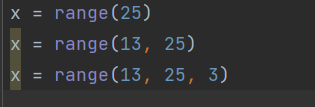 x = range(25)
x = range(13, 25)
x = range(13, 25, 3)